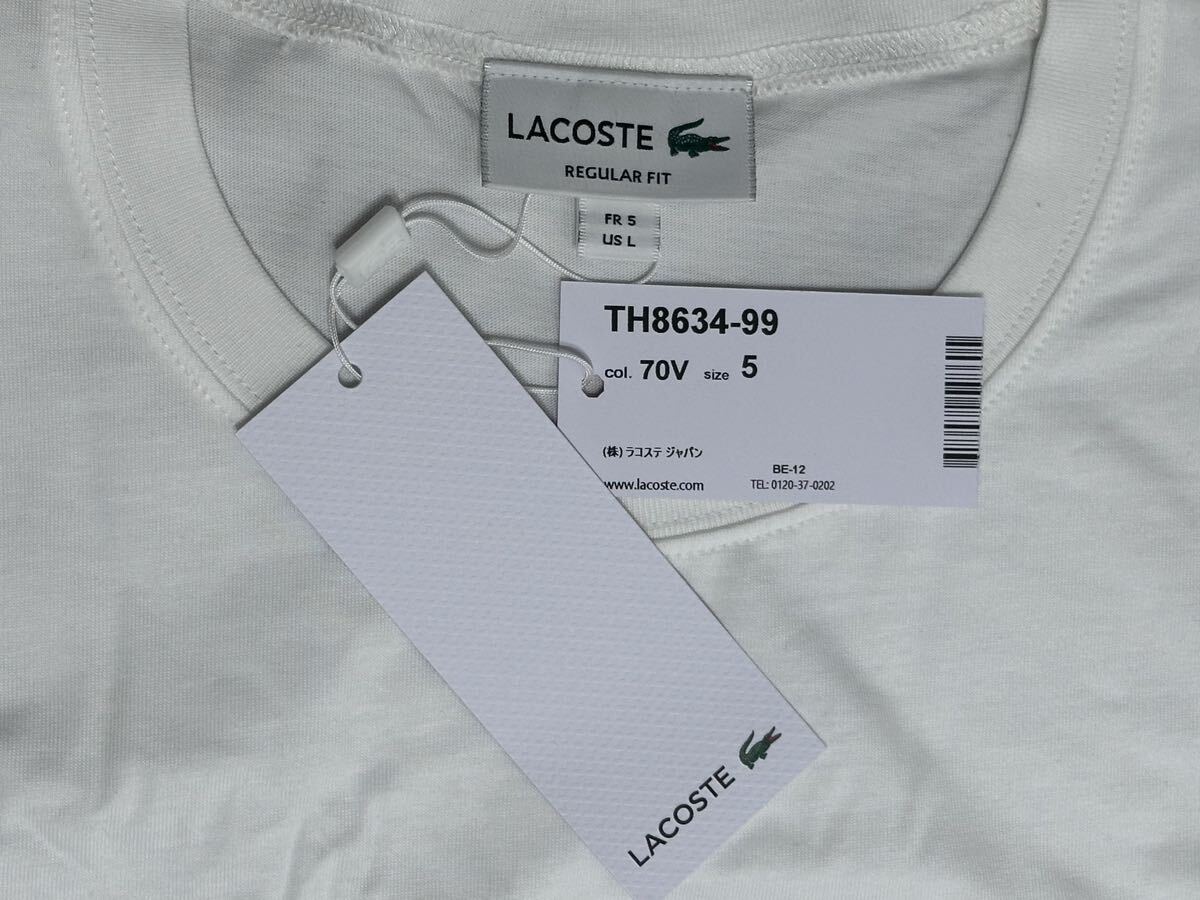 LACOSTE
REGULAR FIT
FR 5
US L
TH8634-99
col. 70V size 5
(株)ラコステ ジャパン
BE-12
www.lacoste.com TEL: 0120-37-0202
LACOSTE